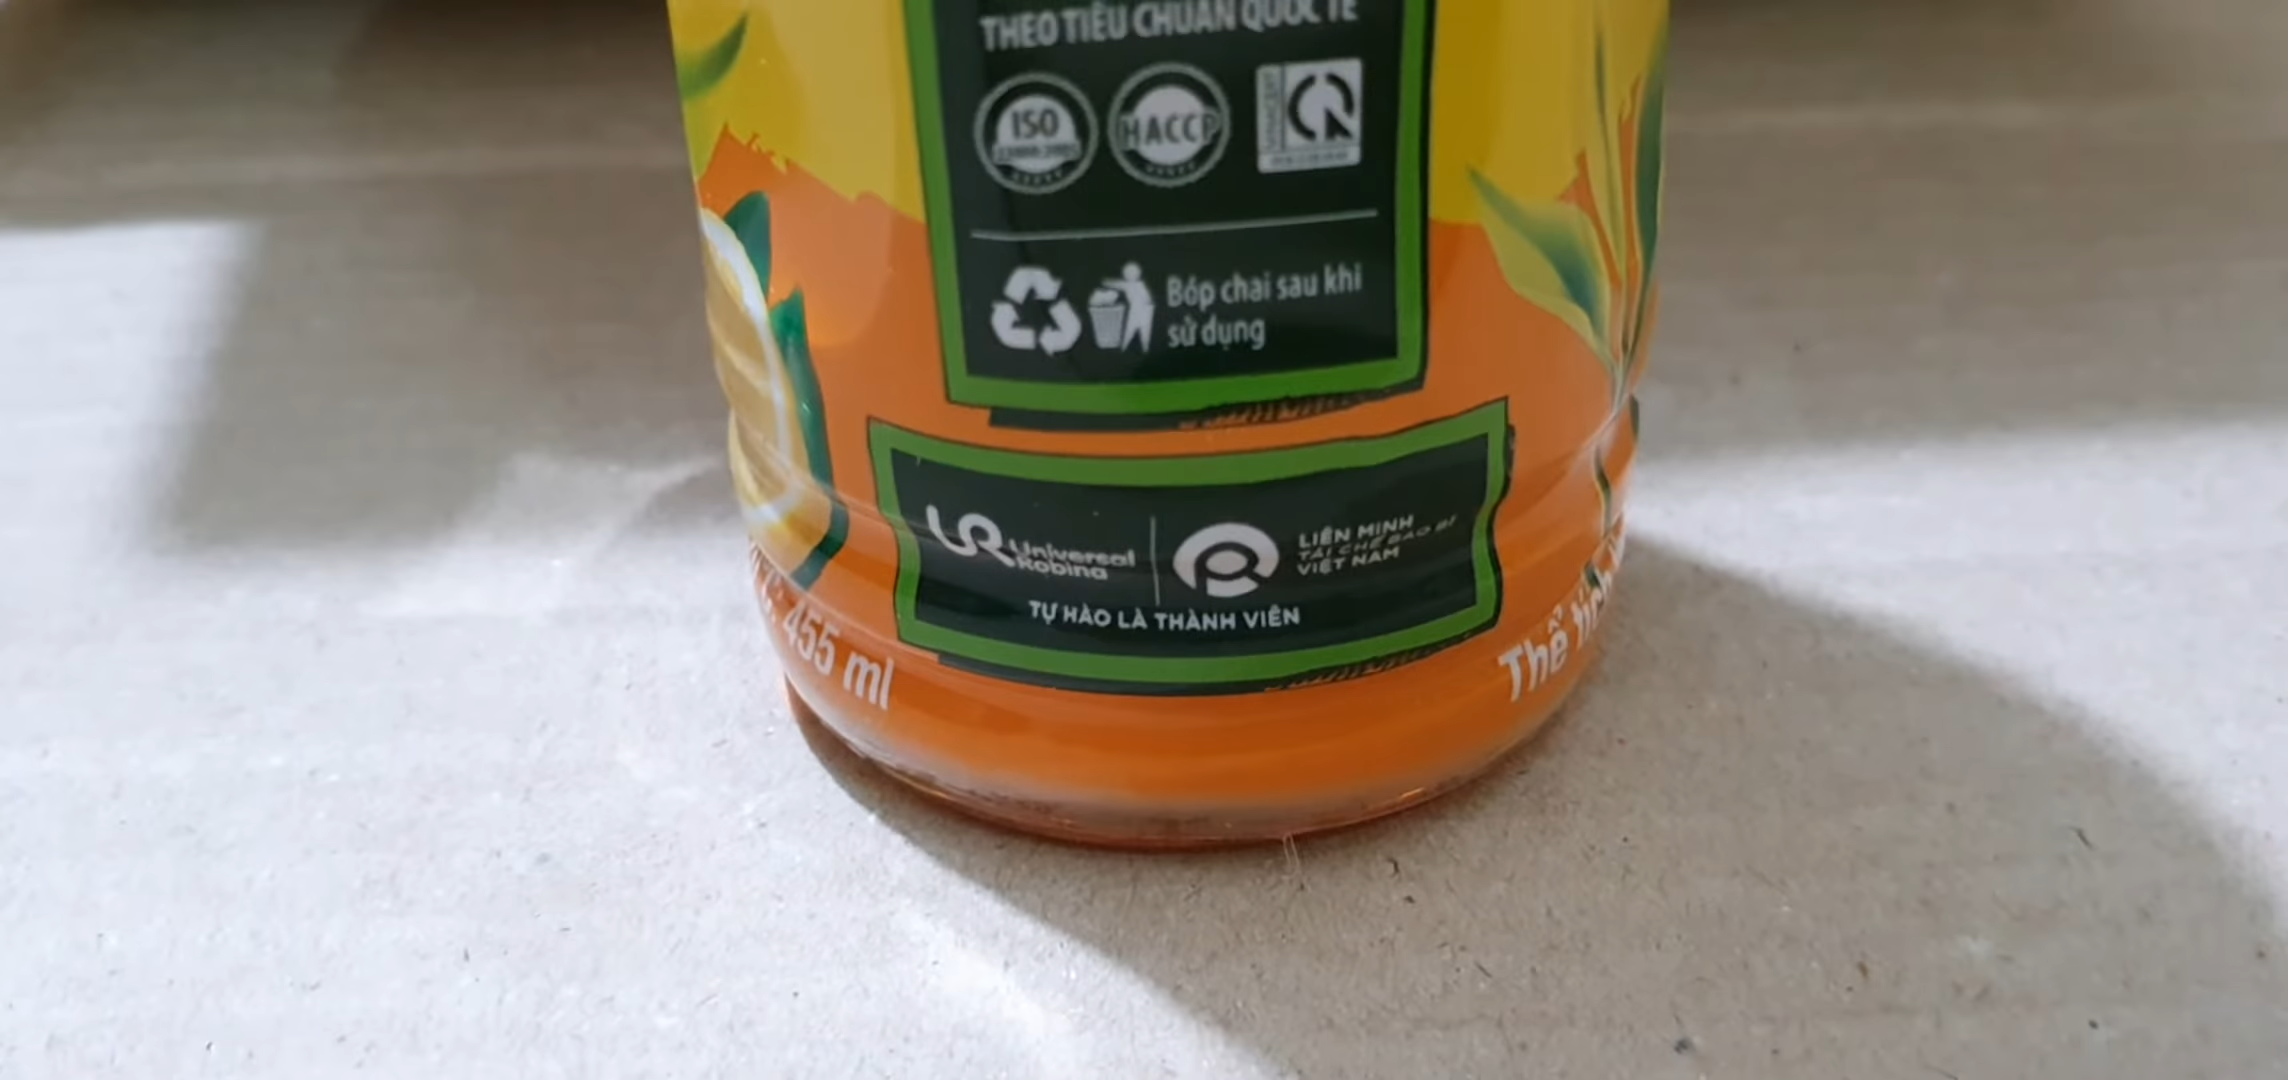 THEO TIÊU CHUẨN QUỐC TẾ
ISO
HACCP
Bóp chai sau khi
sử dụng
Universal
Robina
LIÊN MINH
TÁI CHẾ BAO BÌ
VIỆT NAM
TỰ HÀO LÀ THÀNH VIÊN
455 ml
Thể tích